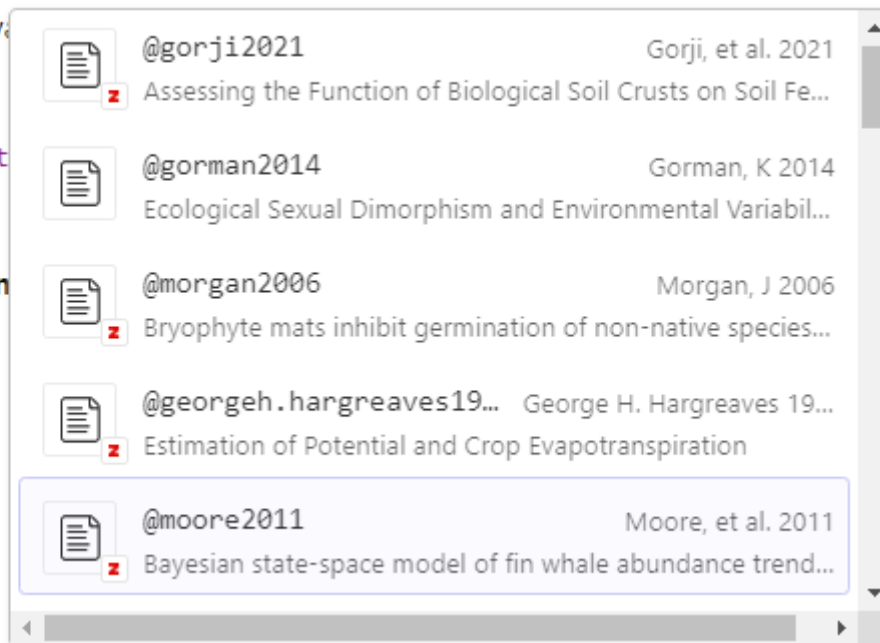 @gorji2021 Gorji, et al. 2021
Assessing the Function of Biological Soil Crusts on Soil Fe...
z
@gorman2014 Gorman, K 2014
Ecological Sexual Dimorphism and Environmental Variabil...
@morgan2006 Morgan, J 2006
Bryophyte mats inhibit germination of non-native species...
z
@georgeh.hargreaves19… George H. Hargreaves 19...
Estimation of Potential and Crop Evapotranspiration
z
@moore2011 Moore, et al. 2011
Bayesian state-space model of fin whale abundance trend...
z